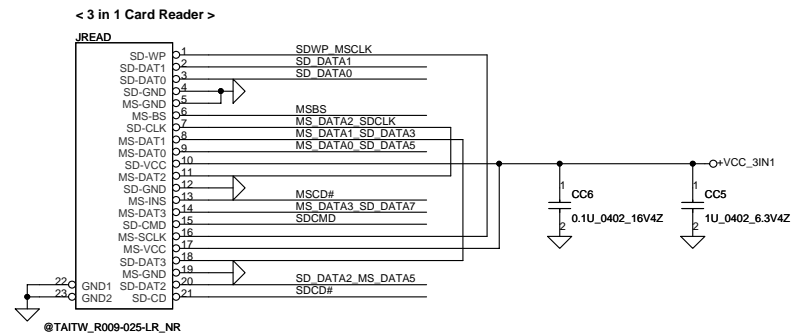 < 3 in 1 Card Reader >
JREAD
SD-WP 1 SDWP_MSCLK
SD-DAT1 2 SD_DATA1
SD-DAT0 3 SD_DATA0
SD-GND 4
MS-GND 5
MS-BS 6 MSBS
SD-CLK 7 MS_DATA2_SDCLK
MS-DAT1 8 MS_DATA1_SD_DATA3
MS-DAT0 9 MS_DATA0_SD_DATA5
SD-VCC 10
+VCC_3IN1
MS-DAT2 11
SD-GND 12
MS-INS 13 MSCD#
MS-DAT3 14 MS_DATA3_SD_DATA7
SD-CMD 15 SDCMD
MS-SCLK 16
MS-VCC 17
SD-DAT3 18
MS-GND 19
22 GND1 SD-DAT2 20 SD_DATA2_MS_DATA5
23 GND2 SD-CD 21 SDCD#
1
CC6
0.1U_0402_16V4Z
2
1
CC5
1U_0402_6.3V4Z
2
@TAITW_R009-025-LR_NR